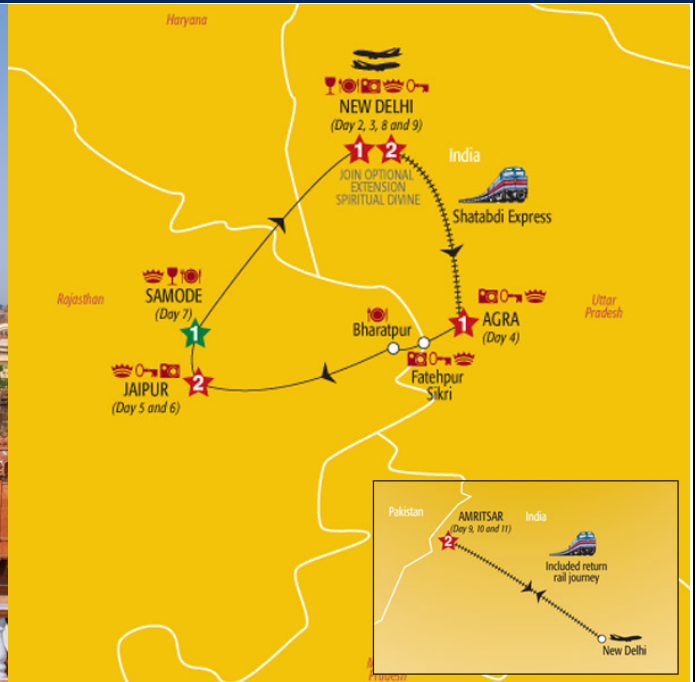 Haryana
NEW DELHI
(Day 2, 3, 8 and 9)
1 2
JOIN OPTIONAL
EXTENSION
SPIRITUAL DIVINE
India
Shatabdi Express
Rajasthan
SAMODE
(Day 7)
1
Uttar
Pradesh
Bharatpur
1
AGRA
(Day 4)
Fatehpur
Sikri
JAIPUR
(Day 5 and 6)
2
Pakistan
AMRITSAR
(Day 9, 10 and 11)
2
India
Included return
rail journey
New Delhi
Pradesh